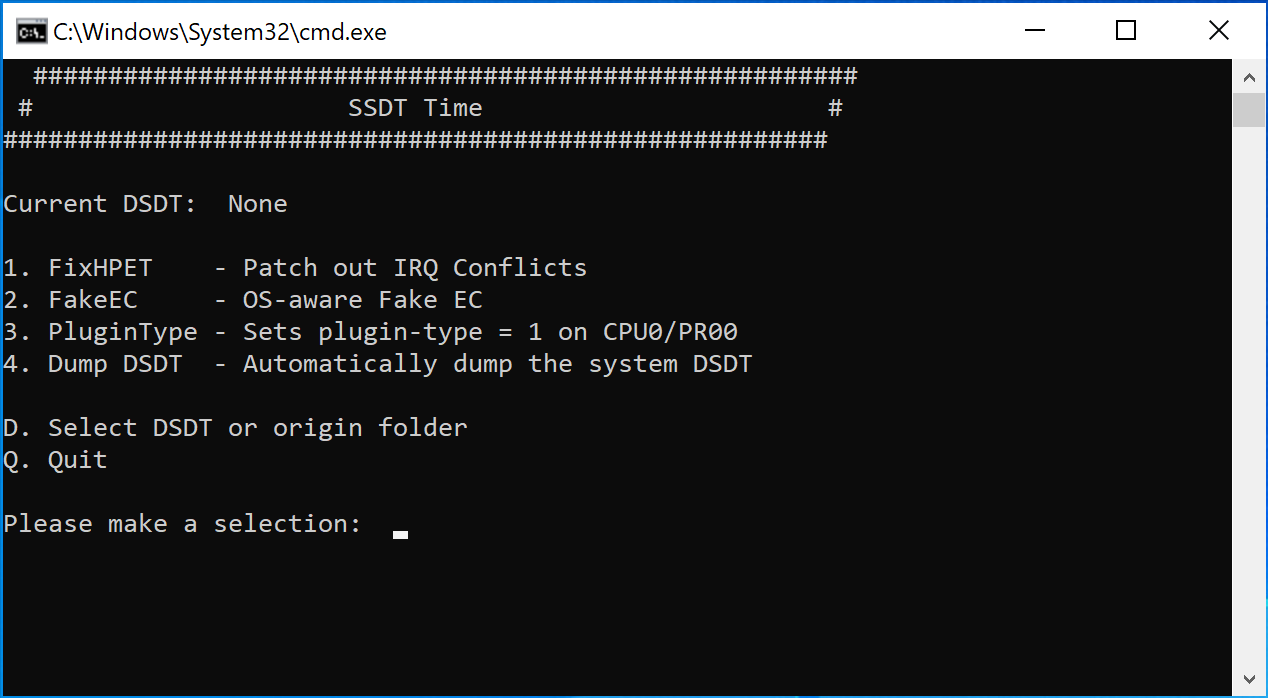 C:\Windows\System32\cmd.exe
#######################################################
# SSDT Time #
#######################################################
Current DSDT:  None
1. FixHPET    - Patch out IRQ Conflicts
2. FakeEC     - OS-aware Fake EC
3. PluginType - Sets plugin-type = 1 on CPU0/PR00
4. Dump DSDT  - Automatically dump the system DSDT
D. Select DSDT or origin folder
Q. Quit
Please make a selection: